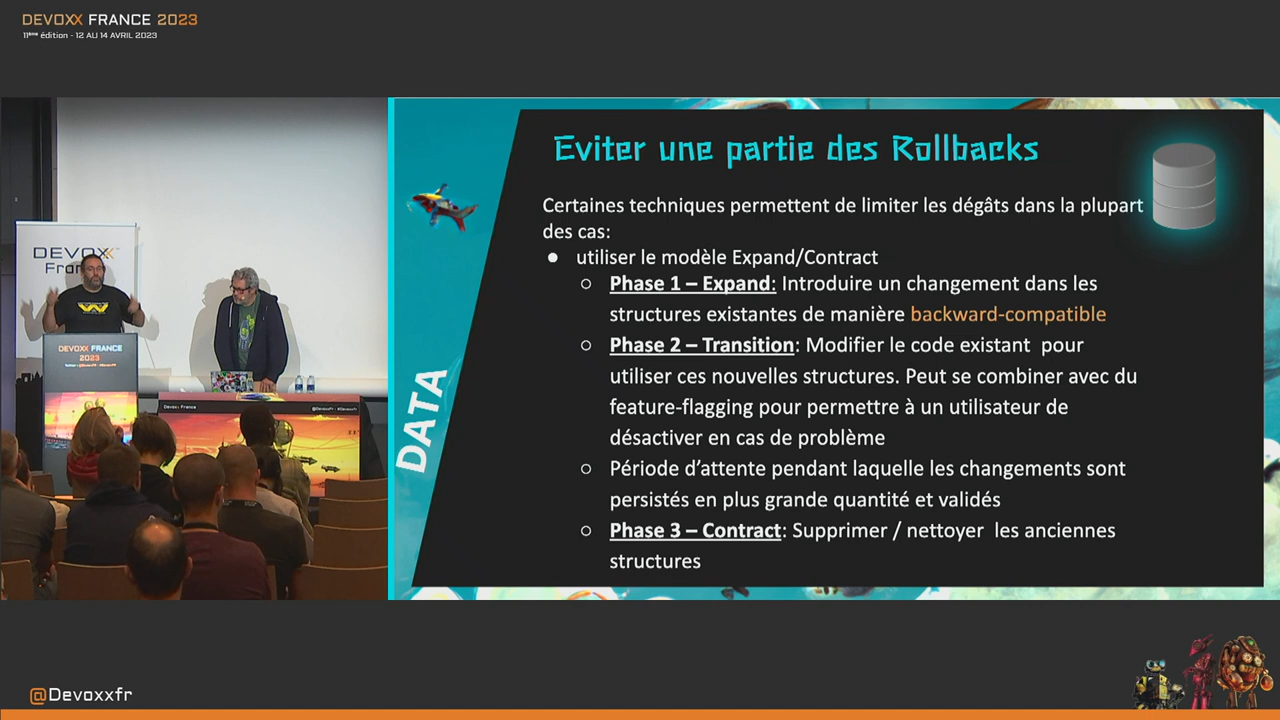 DEVOXX FRANCE 2023
11ème édition - 12 AU 14 AVRIL 2023
DEVOXX
Fran
DEVOXX FRANCE
2023
Devoxx France
DATA
Eviter une partie des Rollbacks
Certaines techniques permettent de limiter les dégâts dans la plupart
des cas:
● utiliser le modèle Expand/Contract
○ Phase 1 – Expand: Introduire un changement dans les
structures existantes de manière backward-compatible
○ Phase 2 – Transition: Modifier le code existant pour
utiliser ces nouvelles structures. Peut se combiner avec du
feature-flagging pour permettre à un utilisateur de
désactiver en cas de problème
○ Période d’attente pendant laquelle les changements sont
persistés en plus grande quantité et validés
○ Phase 3 – Contract: Supprimer / nettoyer les anciennes
structures
@Devoxxfr